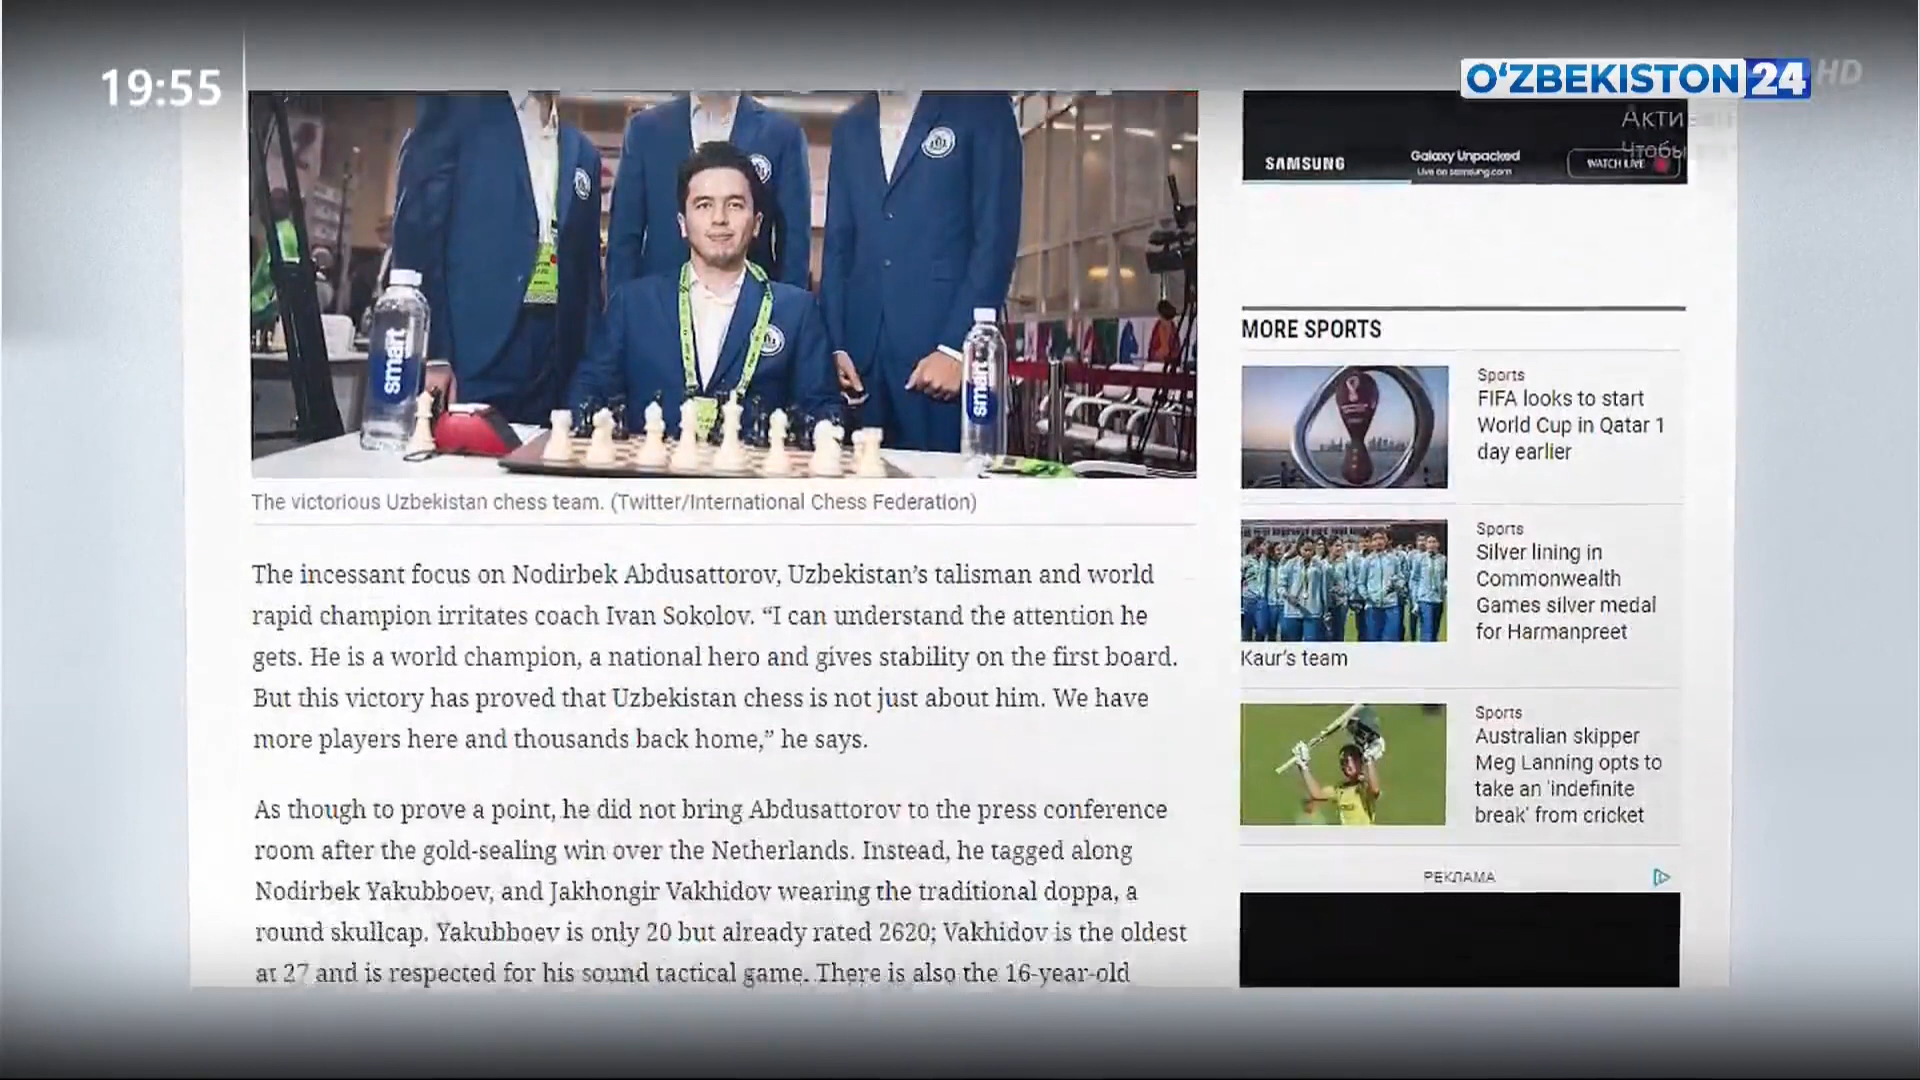 19:55
O‘ZBEKISTON 24
HD
SAMSUNG
Galaxy Unpacked
Live on samsung.com
WATCH LIVE
smart
smart
The victorious Uzbekistan chess team. (Twitter/International Chess Federation)
The incessant focus on Nodirbek Abdusattorov, Uzbekistan’s talisman and world
rapid champion irritates coach Ivan Sokolov. “I can understand the attention he
gets. He is a world champion, a national hero and gives stability on the first board.
But this victory has proved that Uzbekistan chess is not just about him. We have
more players here and thousands back home,” he says.
As though to prove a point, he did not bring Abdusattorov to the press conference
room after the gold-sealing win over the Netherlands. Instead, he tagged along
Nodirbek Yakubboev, and Jakhongir Vakhidov wearing the traditional doppa, a
round skullcap. Yakubboev is only 20 but already rated 2620; Vakhidov is the oldest
at 27 and is respected for his sound tactical game. There is also the 16-year-old
MORE SPORTS
Sports
FIFA looks to start
World Cup in Qatar 1
day earlier
Sports
Silver lining in
Commonwealth
Games silver medal
for Harmanpreet
Kaur’s team
Sports
Australian skipper
Meg Lanning opts to
take an 'indefinite
break' from cricket
РЕКЛАМА